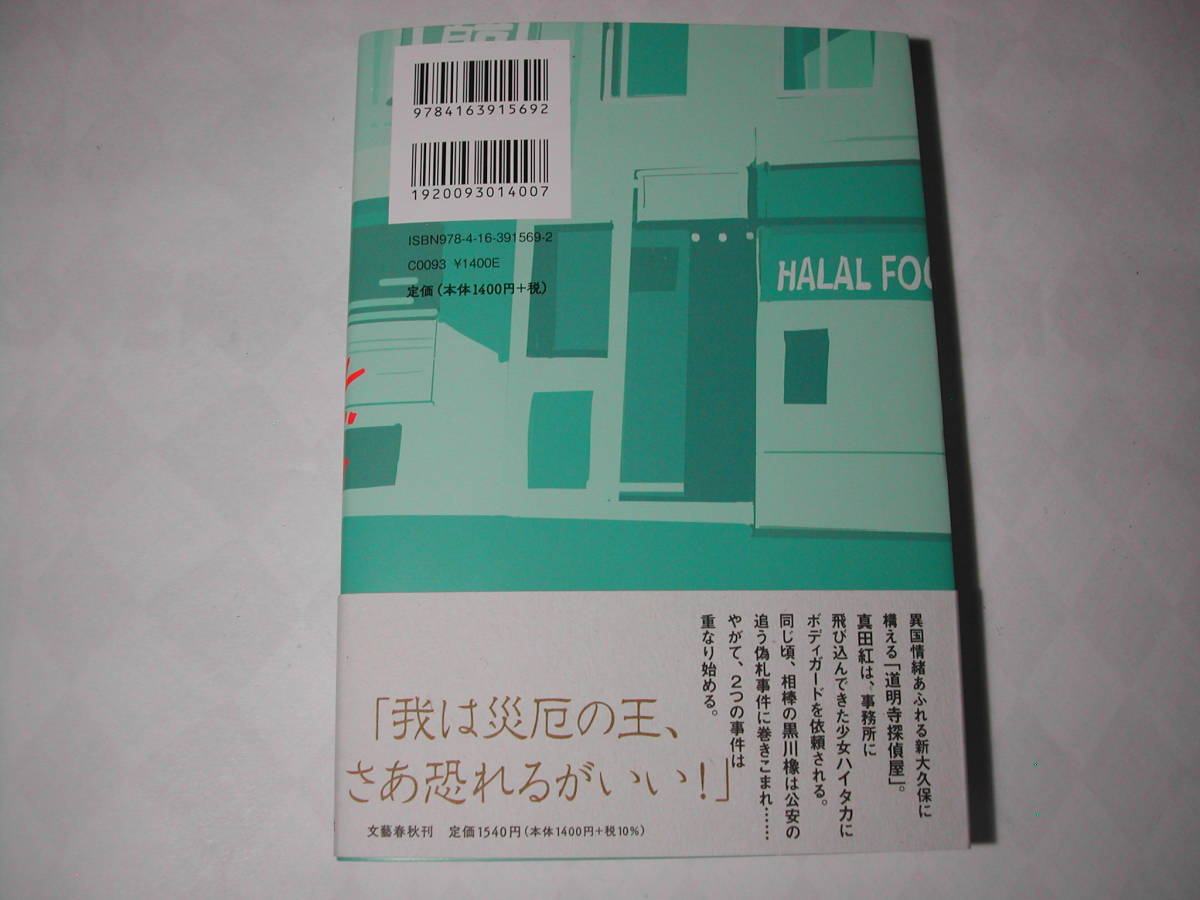 9784163915692
1920093014007
ISBN978-4-16-391569-2
C0093 ¥1400E
定価(本体1400円+税)
HALAL FOO
異国情緒あふれる新大久保に
構える「道明寺探偵屋」。
真田紅は、事務所に
飛び込んできた少女ハイタカに
ボディガードを依頼される。
同じ頃、相棒の黒川橡は公安の
追う偽札事件に巻きこまれ……
やがて、2つの事件は
重なり始める。
「我は災厄の王、
さあ恐れるがいい!」
文藝春秋刊 定価1540円(本体1400円+税10%)